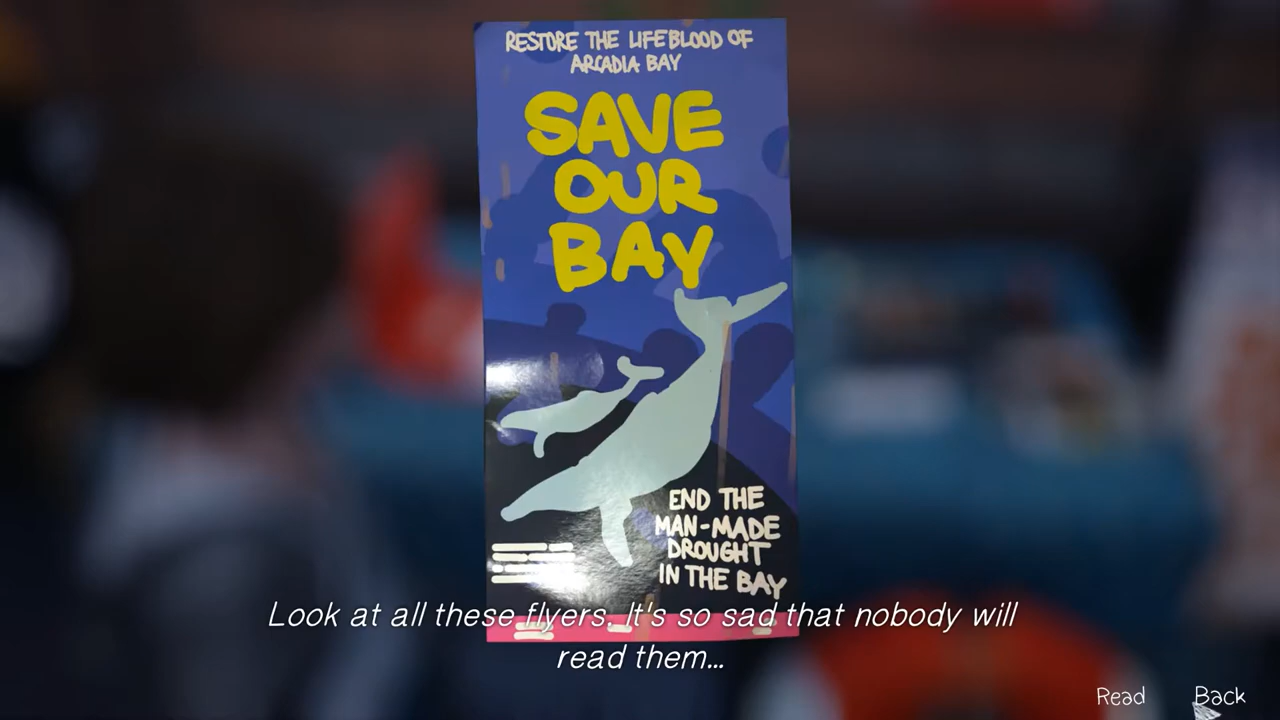 RESTORE THE LIFEBLOOD OF
ARCADIA BAY
SAVE
OUR
BAY
END THE
MAN-MADE
DROUGHT
IN THE BAY
Look at all these flyers. It's so sad that nobody will
read them...
Read Back